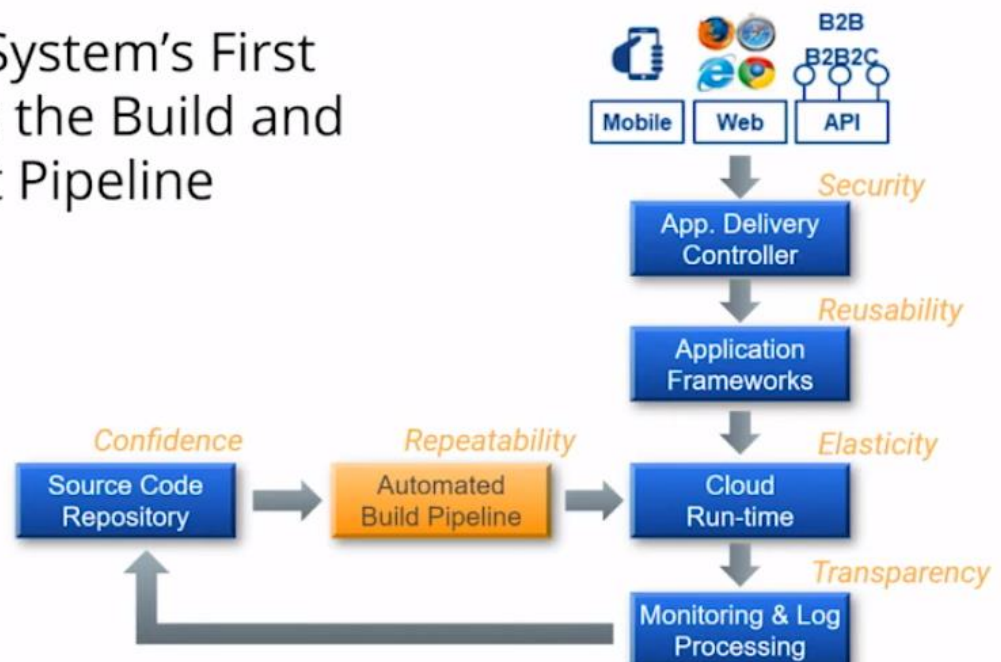 System's First
the Build and
Pipeline
B2B
B2B2C
Mobile
Web
API
Security
App. Delivery
Controller
Reusability
Application
Frameworks
Confidence
Repeatability
Elasticity
Source Code
Repository
Automated
Build Pipeline
Cloud
Run-time
Transparency
Monitoring & Log
Processing